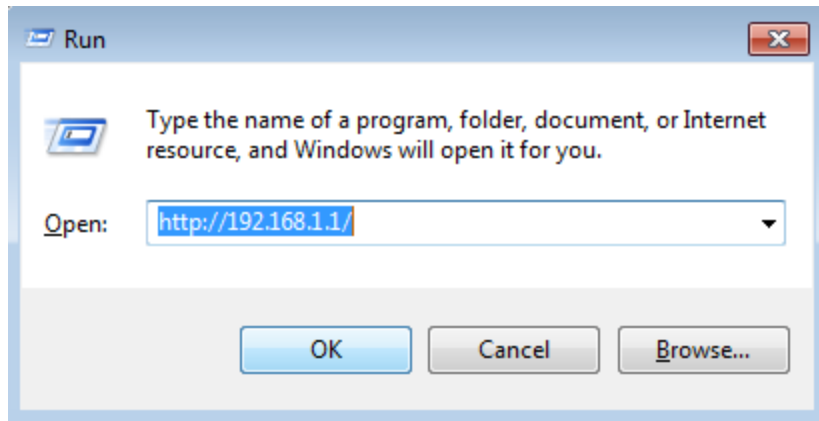 Run
Type the name of a program, folder, document, or Internet
resource, and Windows will open it for you.
Open: http://192.168.1.1/
OK Cancel Browse...